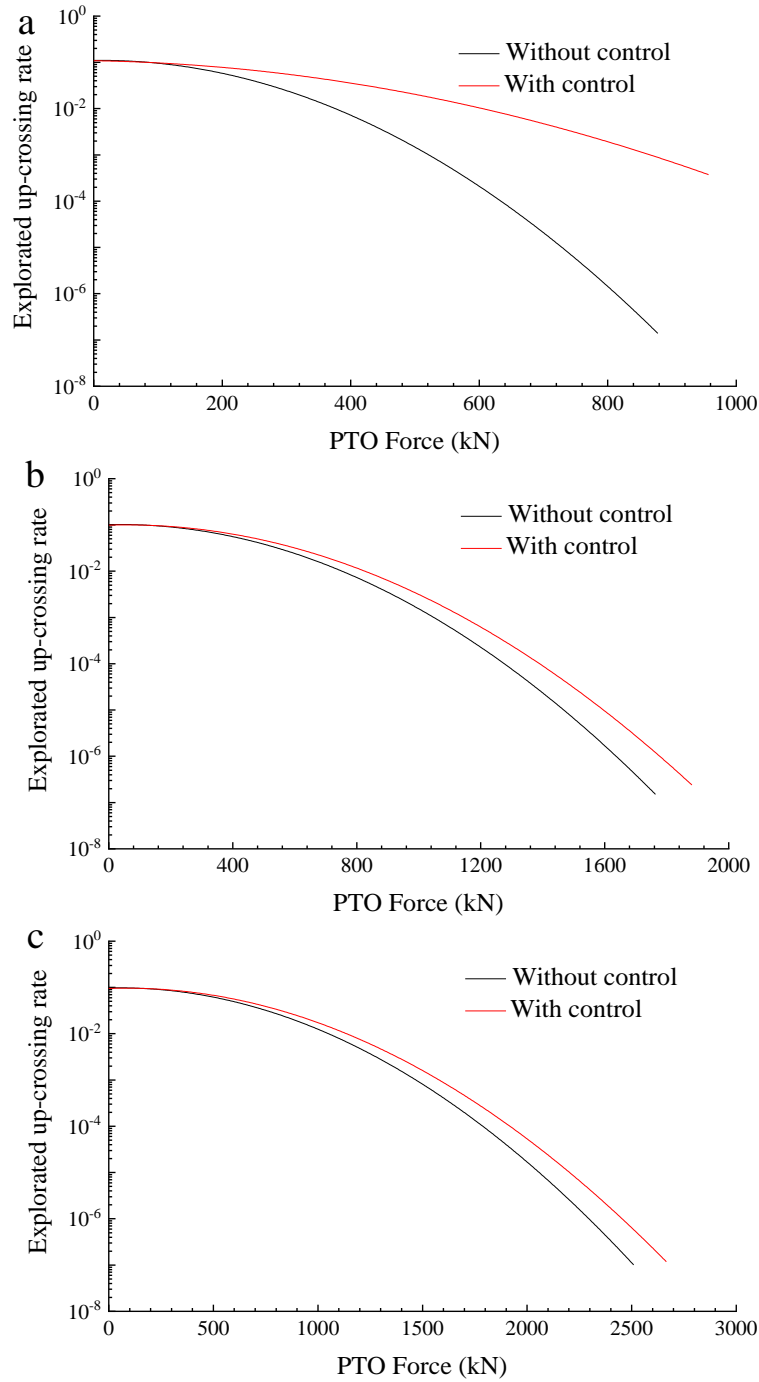 a
10^0
10^-2
10^-4
10^-6
10^-8
Explorated up-crossing rate
Without control
With control
0 200 400 600 800 1000
PTO Force (kN)
b
10^0
10^-2
10^-4
10^-6
10^-8
Explorated up-crossing rate
Without control
With control
0 400 800 1200 1600 2000
PTO Force (kN)
c
10^0
10^-2
10^-4
10^-6
10^-8
Explorated up-crossing rate
Without control
With control
0 500 1000 1500 2000 2500 3000
PTO Force (kN)